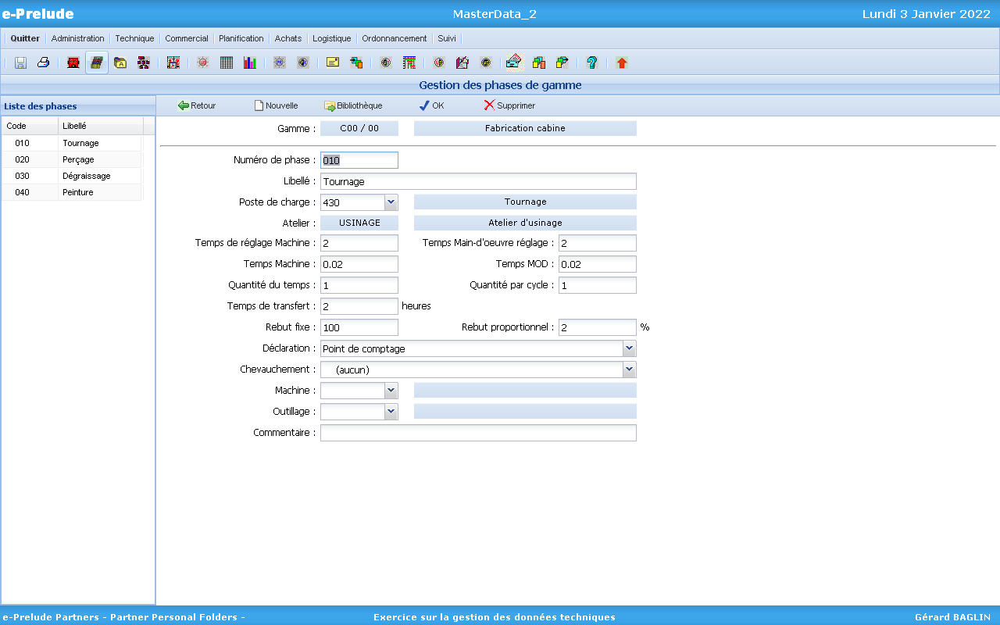 e-Prelude MasterData_2 Lundi 3 Janvier 2022
Quitter Administration Technique Commercial Planification Achats Logistique Ordonnancement Suivi
Gestion des phases de gamme
Liste des phases Retour Nouvelle Bibliothèque OK Supprimer
Code Libellé
010 Tournage
020 Perçage
030 Dégraissage
040 Peinture
Gamme : C00 / 00 Fabrication cabine
Numéro de phase : 010
Libellé : Tournage
Poste de charge : 430 Tournage
Atelier : USINAGE Atelier d'usinage
Temps de réglage Machine : 2 Temps Main-d'oeuvre réglage : 2
Temps Machine : 0.02 Temps MOD : 0.02
Quantité du temps : 1 Quantité par cycle : 1
Temps de transfert : 2 heures
Rebut fixe : 100 Rebut proportionnel : 2 %
Déclaration : Point de comptage
Chevauchement : (aucun)
Machine :
Outillage :
Commentaire :
e-Prelude Partners - Partner Personal Folders - Exercice sur la gestion des données techniques Gérard BAGLIN